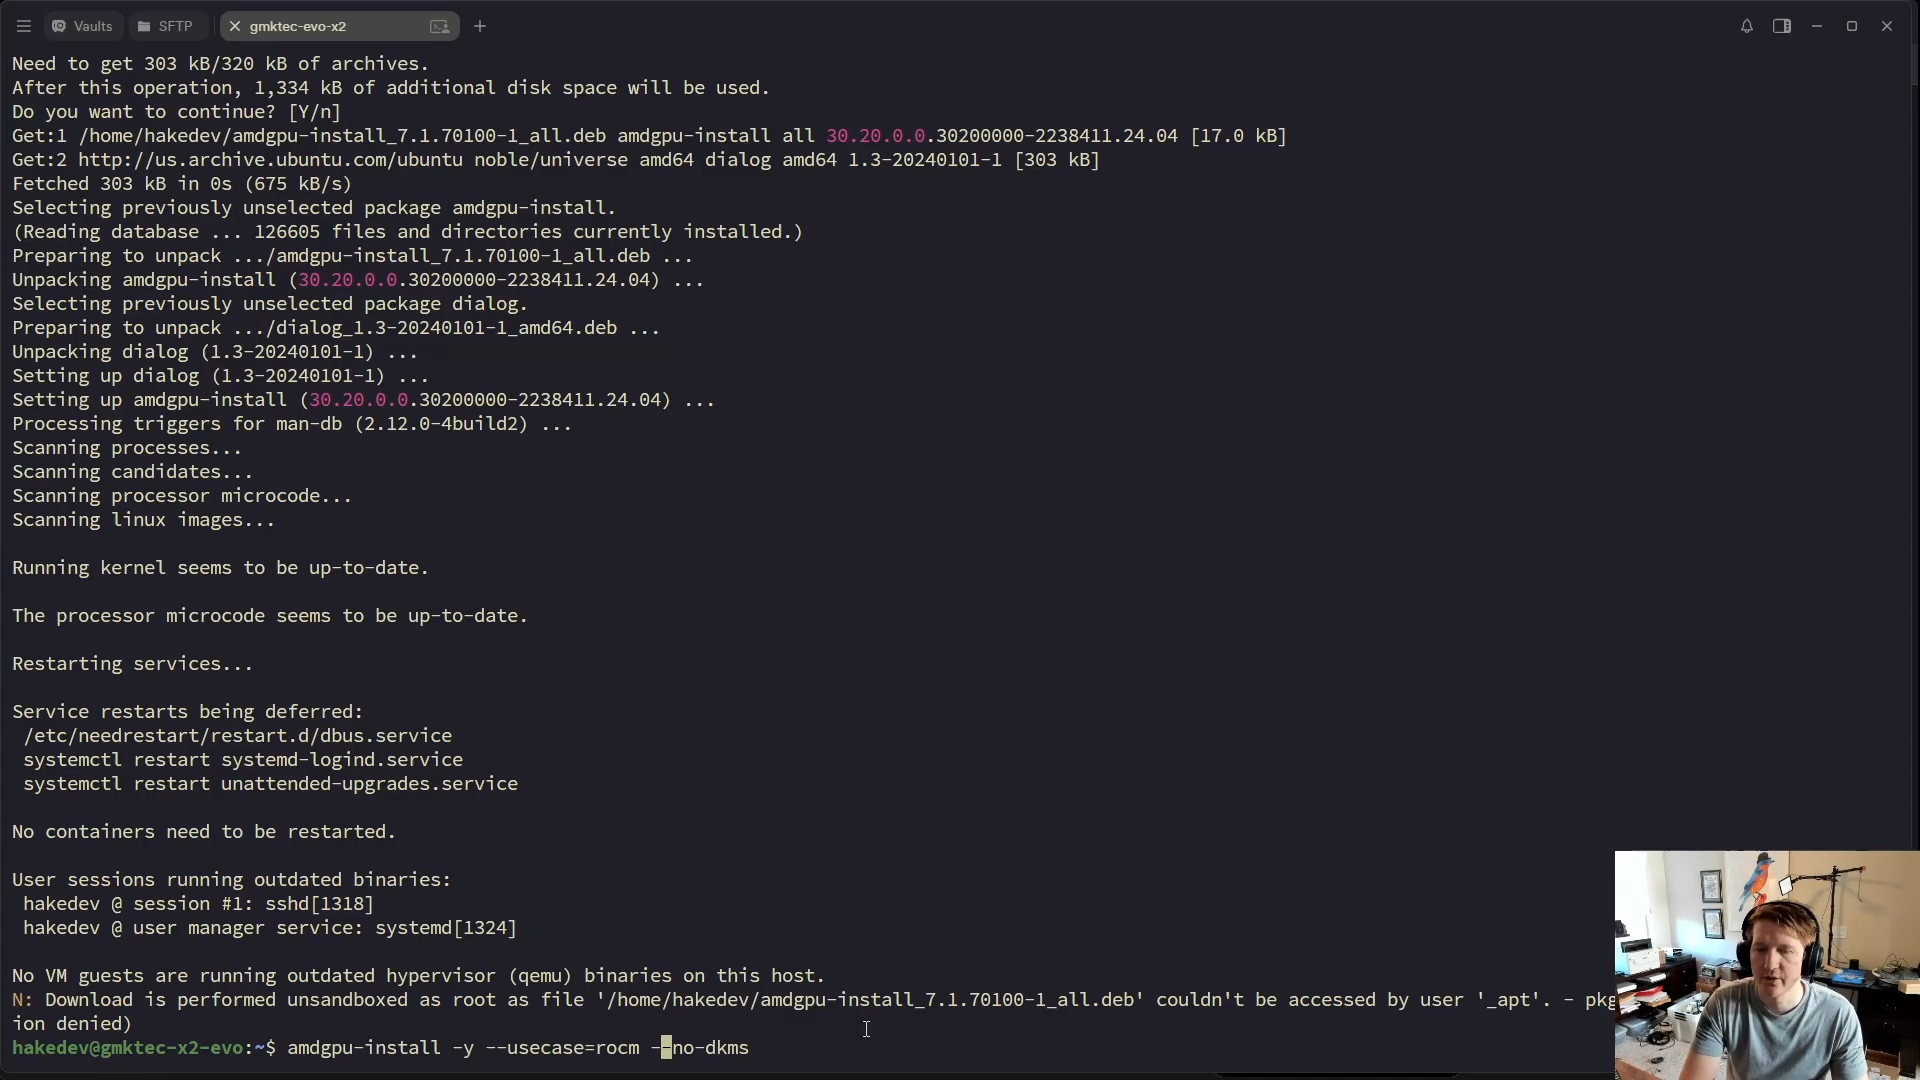 Vaults
SFTP
gmktec-evo-x2
Need to get 303 kB/320 kB of archives.
After this operation, 1,334 kB of additional disk space will be used.
Do you want to continue? [Y/n]
Get:1 /home/hakedev/amdgpu-install_7.1.70100-1_all.deb amdgpu-install all 30.20.0.0.30200000-2238411.24.04 [17.0 kB]
Get:2 http://us.archive.ubuntu.com/ubuntu noble/universe amd64 dialog amd64 1.3-20240101-1 [303 kB]
Fetched 303 kB in 0s (675 kB/s)
Selecting previously unselected package amdgpu-install.
(Reading database ... 126605 files and directories currently installed.)
Preparing to unpack .../amdgpu-install_7.1.70100-1_all.deb ...
Unpacking amdgpu-install (30.20.0.0.30200000-2238411.24.04) ...
Selecting previously unselected package dialog.
Preparing to unpack .../dialog_1.3-20240101-1_amd64.deb ...
Unpacking dialog (1.3-20240101-1) ...
Setting up dialog (1.3-20240101-1) ...
Setting up amdgpu-install (30.20.0.0.30200000-2238411.24.04) ...
Processing triggers for man-db (2.12.0-4build2) ...
Scanning processes...
Scanning candidates...
Scanning processor microcode...
Scanning linux images...
Running kernel seems to be up-to-date.
The processor microcode seems to be up-to-date.
Restarting services...
Service restarts being deferred:
/etc/needrestart/restart.d/dbus.service
systemctl restart systemd-logind.service
systemctl restart unattended-upgrades.service
No containers need to be restarted.
User sessions running outdated binaries:
hakedev @ session #1: sshd[1318]
hakedev @ user manager service: systemd[1324]
No VM guests are running outdated hypervisor (qemu) binaries on this host.
N: Download is performed unsandboxed as root as file '/home/hakedev/amdgpu-install_7.1.70100-1_all.deb' couldn't be accessed by user '_apt'. - pkg
ion denied)
hakedev@gmktec-x2-evo:~$ amdgpu-install -y --usecase=rocm --no-dkms